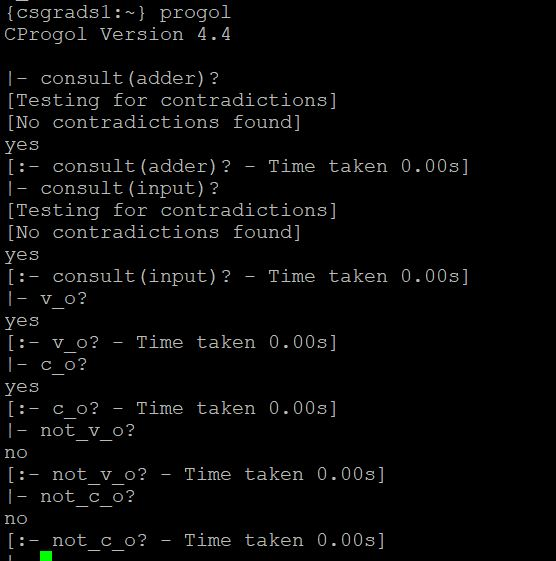 {csgrads1:~} progol
CProgol Version 4.4
|- consult(adder)?
[Testing for contradictions]
[No contradictions found]
yes
[:- consult(adder)? - Time taken 0.00s]
|- consult(input)?
[Testing for contradictions]
[No contradictions found]
yes
[:- consult(input)? - Time taken 0.00s]
|- v_o?
yes
[:- v_o? - Time taken 0.00s]
|- c_o?
yes
[:- c_o? - Time taken 0.00s]
|- not_v_o?
no
[:- not_v_o? - Time taken 0.00s]
|- not_c_o?
no
[:- not_c_o? - Time taken 0.00s]